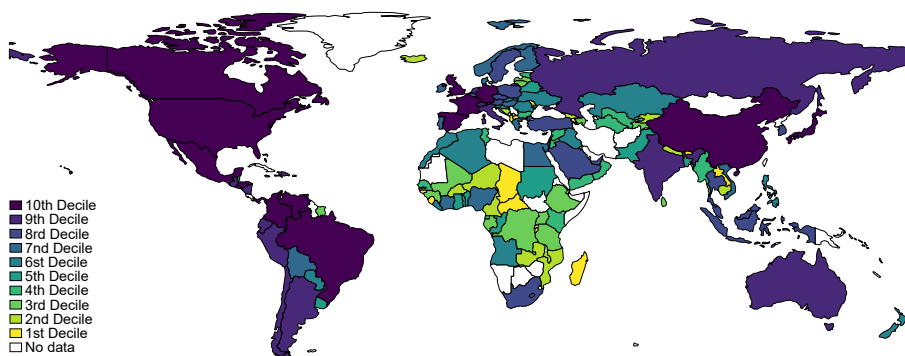 10th Decile
9th Decile
8rd Decile
7nd Decile
6st Decile
5th Decile
4th Decile
3rd Decile
2nd Decile
1st Decile
No data